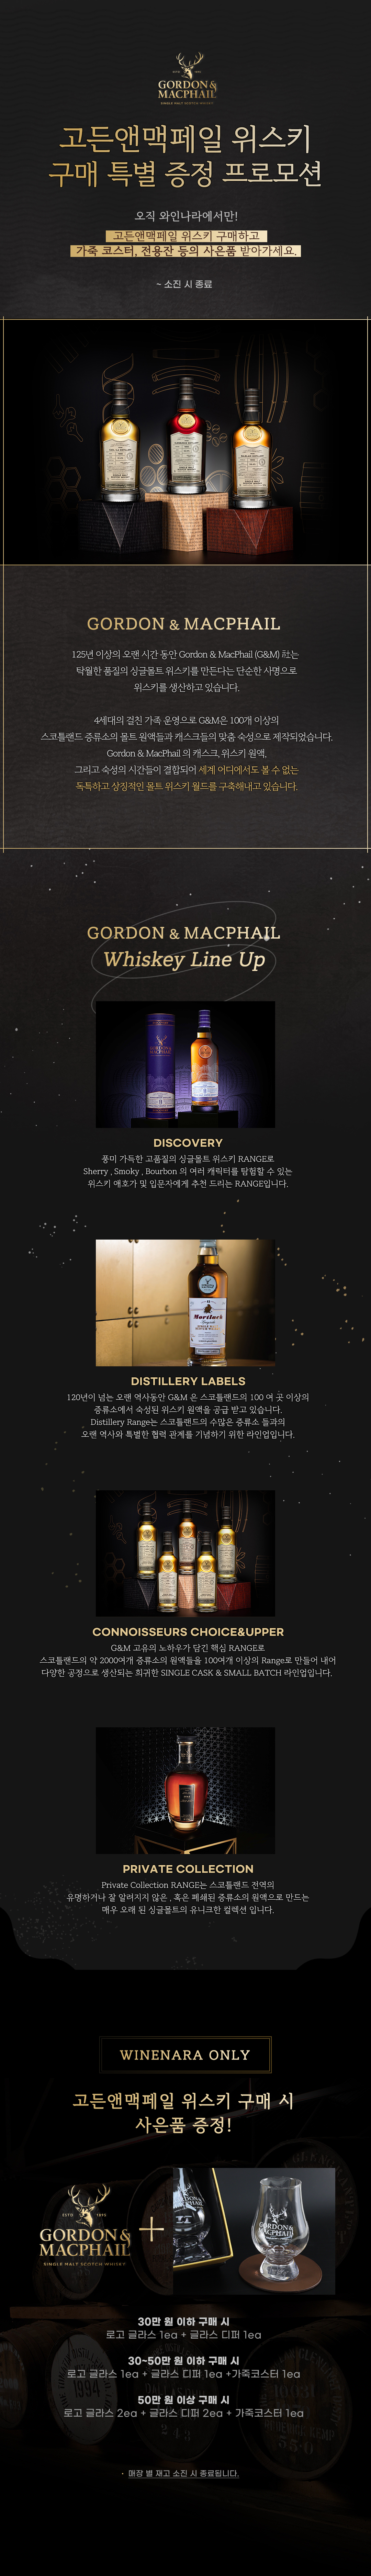 GORDON &
MACPHAIL
SINGLE MALT SCOTCH WHISKY
고든앤맥페일 위스키
구매 특별 증정 프로모션
오직 와인나라에서만!
고든앤맥페일 위스키 구매하고
가죽 코스터, 전용잔 등의 사은품 받아가세요.
~ 소진 시 종료
GORDON & MACPHAIL
125년 이상의 오랜 시간 동안 Gordon & MacPhail (G&M) 社는
탁월한 품질의 싱글몰트 위스키를 만든다는 단순한 사명으로
위스키를 생산하고 있습니다.
4세대의 걸친 가족 운영으로 G&M은 100개 이상의
스코틀랜드 증류소의 몰트 원액들과 캐스크들의 맞춤 숙성으로 제작되었습니다.
Gordon & MacPhail 의 캐스크, 위스키 원액,
그리고 숙성의 시간들이 결합되어 세계 어디에서도 볼 수 없는
독특하고 상징적인 몰트 위스키 월드를 구축해내고 있습니다.
GORDON & MACPHAIL
Whiskey Line Up
DISCOVERY
풍미 가득한 고품질의 싱글몰트 위스키 RANGE로
Sherry , Smoky , Bourbon 의 여러 캐릭터를 탐험할 수 있는
위스키 애호가 및 입문자에게 추천 드리는 RANGE입니다.
Mortlach
DISTILLERY LABELS
120년이 넘는 오랜 역사동안 G&M 은 스코틀랜드의 100 여 곳 이상의
증류소에서 숙성된 위스키 원액을 공급 받고 있습니다.
Distillery Range는 스코틀랜드의 수많은 증류소 들과의
오랜 역사와 특별한 협력 관계를 기념하기 위한 라인업입니다.
CONNOISSEURS CHOICE&UPPER
G&M 고유의 노하우가 담긴 핵심 RANGE로
스코틀랜드의 약 2000여개 증류소의 원액들을 100여개 이상의 Range로 만들어 내어
다양한 공정으로 생산되는 희귀한 SINGLE CASK & SMALL BATCH 라인업입니다.
PRIVATE COLLECTION
Private Collection RANGE는 스코틀랜드 전역의
유명하거나 잘 알려지지 않은 , 혹은 폐쇄된 증류소의 원액으로 만드는
매우 오래 된 싱글몰트의 유니크한 컬렉션 입니다.
WINENARA ONLY
고든앤맥페일 위스키 구매 시
사은품 증정!
ESTD 1895
GORDON &
MACPHAIL
SINGLE MALT SCOTCH WHISKY
+
GORDON &
MACPHAIL
30만 원 이하 구매 시
로고 글라스 1ea + 글라스 디퍼 1ea
30~50만 원 이하 구매 시
로고 글라스 1ea + 글라스 디퍼 1ea +가죽코스터 1ea
50만 원 이상 구매 시
로고 글라스 2ea + 글라스 디퍼 2ea + 가죽코스터 1ea
1994
• 매장 별 재고 소진 시 종료됩니다.